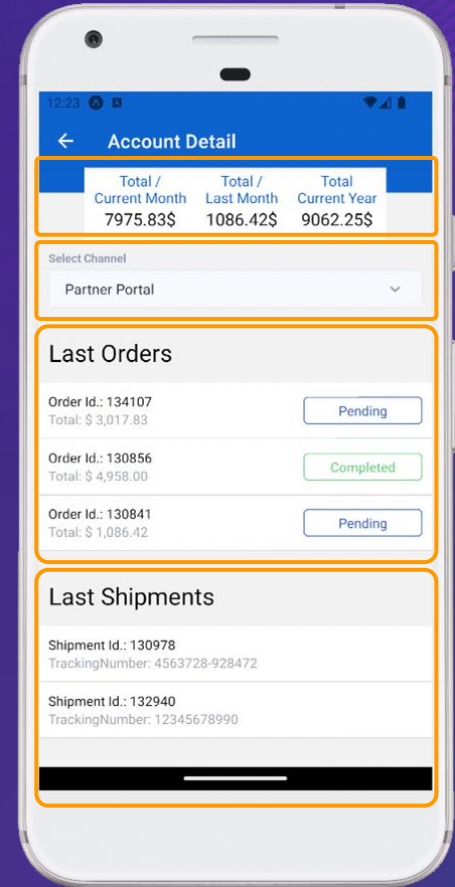 12:23
Account Detail
Total / Current Month
Total / Last Month
Total Current Year
7975.83$
1086.42$
9062.25$
Select Channel
Partner Portal
Last Orders
Order Id.: 134107
Pending
Total: $ 3,017.83
Order Id.: 130856
Completed
Total: $ 4,958.00
Order Id.: 130841
Pending
Total: $ 1,086.42
Last Shipments
Shipment Id.: 130978
TrackingNumber: 4563728-928472
Shipment Id.: 132940
TrackingNumber: 12345678990